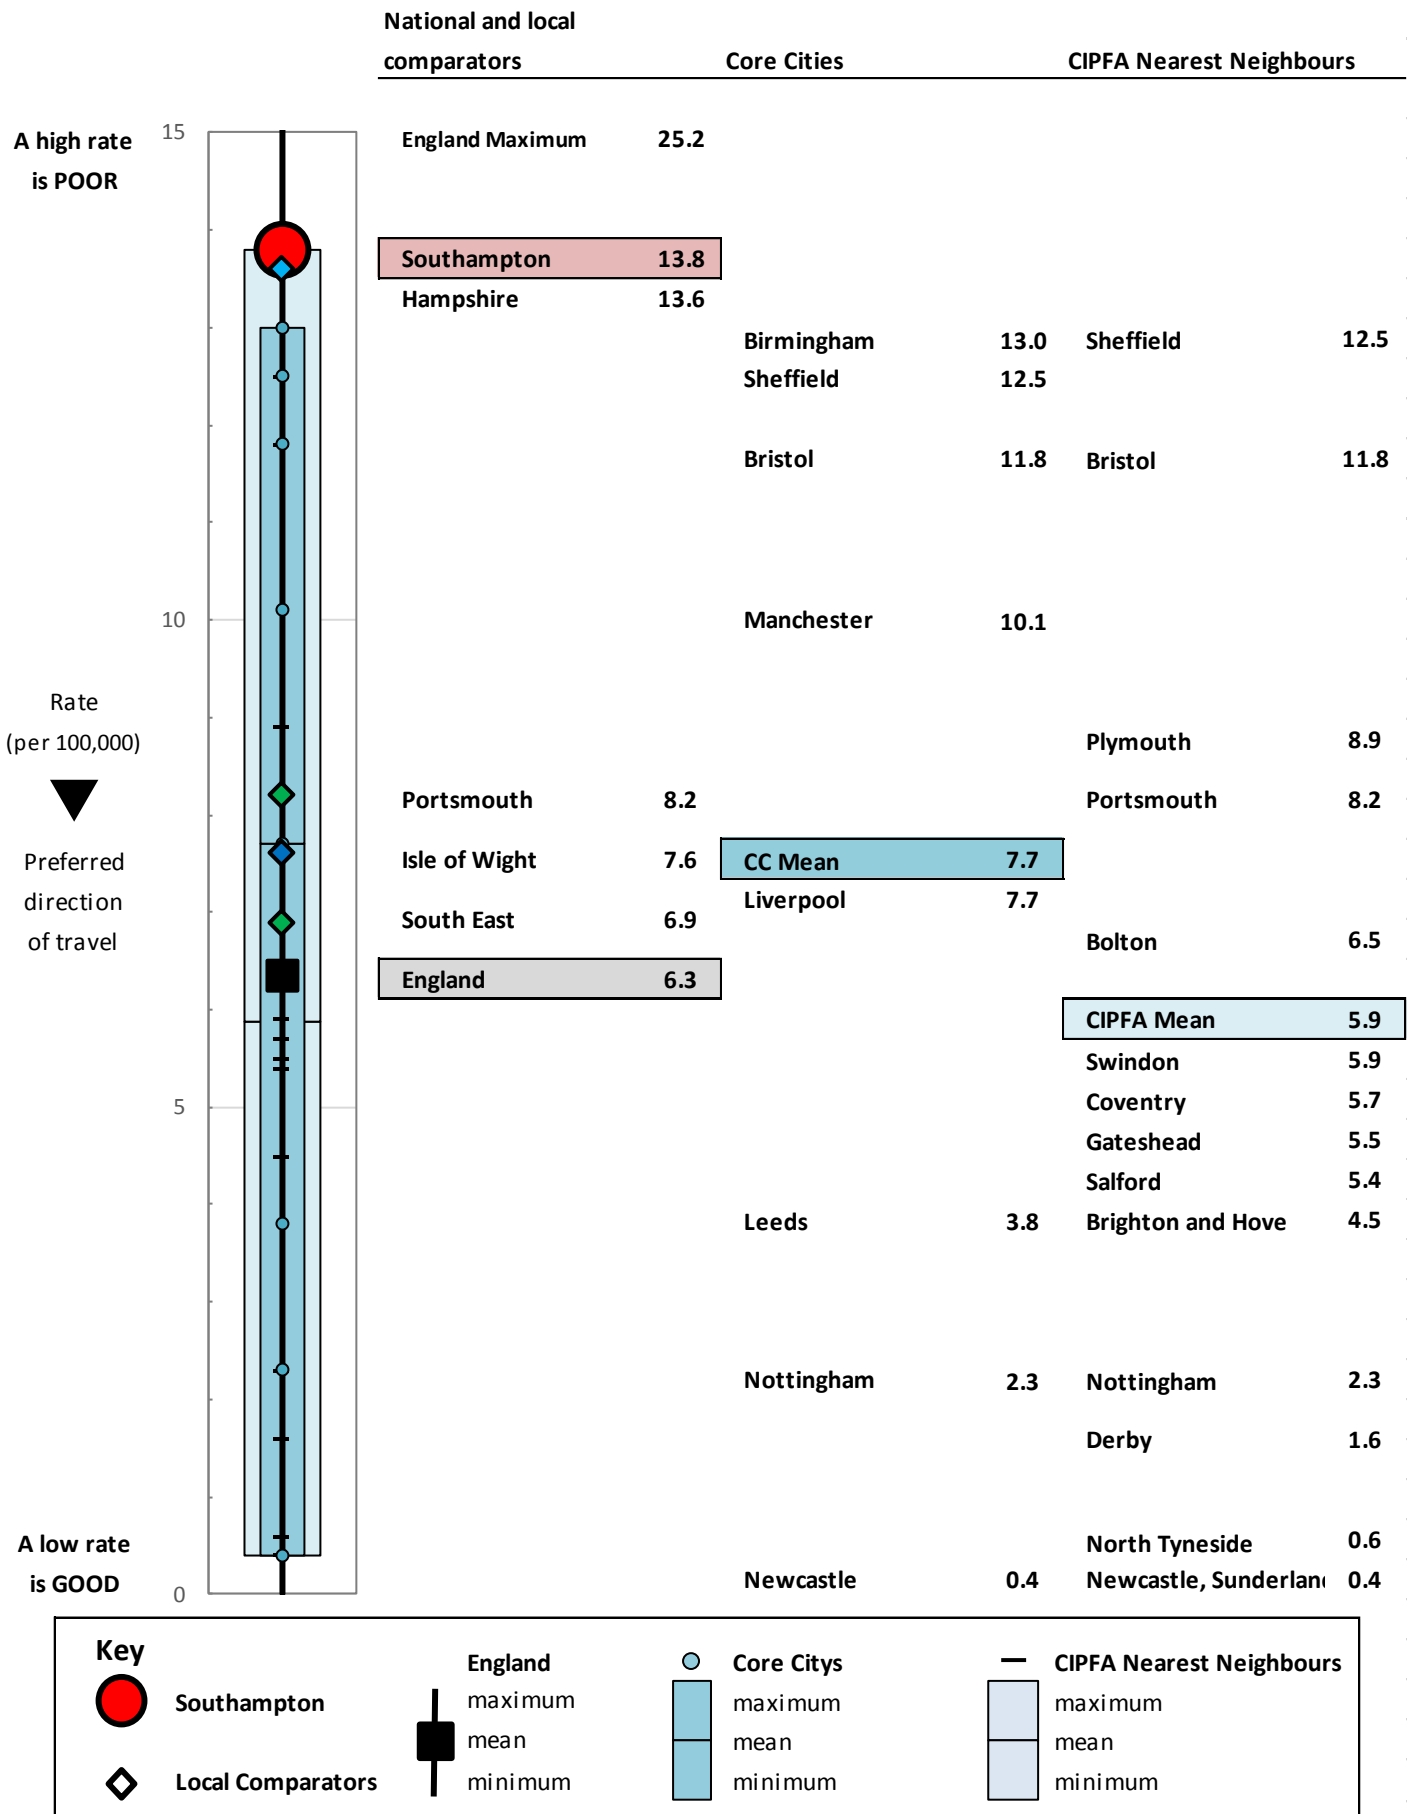 National and local
comparators Core Cities CIPFA Nearest Neighbours
A high rate
is POOR
15
England Maximum 25.2
Southampton 13.8
Hampshire 13.6
Birmingham 13.0 Sheffield 12.5
Sheffield 12.5
Bristol 11.8 Bristol 11.8
10
Manchester 10.1
Rate
(per 100,000)
Plymouth 8.9
Portsmouth 8.2 Portsmouth 8.2
Preferred
direction
of travel
Isle of Wight 7.6 CC Mean 7.7
Liverpool 7.7
South East 6.9
Bolton 6.5
England 6.3
CIPFA Mean 5.9
Swindon 5.9
5
Coventry 5.7
Gateshead 5.5
Salford 5.4
Leeds 3.8 Brighton and Hove 4.5
Nottingham 2.3 Nottingham 2.3
Derby 1.6
A low rate
is GOOD
North Tyneside 0.6
0
Newcastle 0.4 Newcastle, Sunderlan 0.4
Key
Southampton
Local Comparators
England
maximum
mean
minimum
Core Citys
maximum
mean
minimum
CIPFA Nearest Neighbours
maximum
mean
minimum